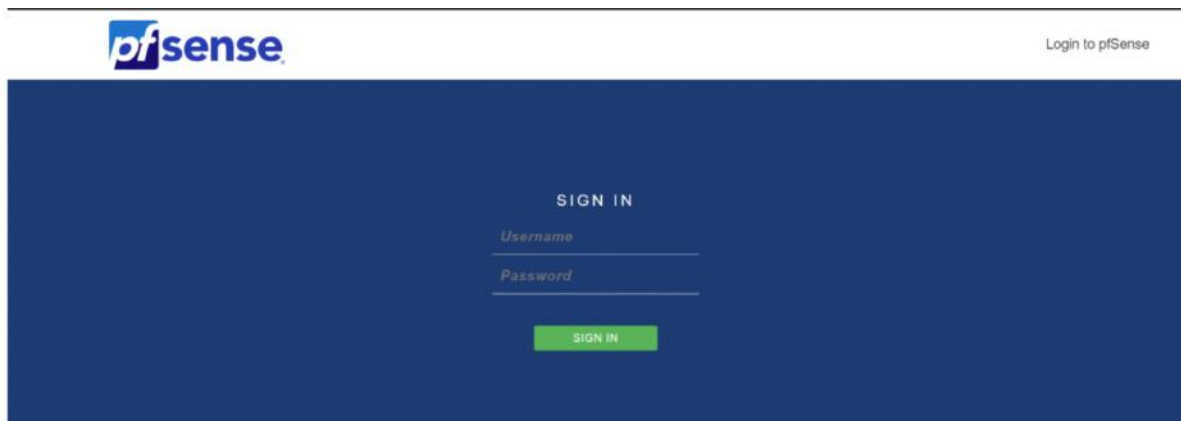 pfsense
Login to pfSense
SIGN IN
Username
Password
SIGN IN